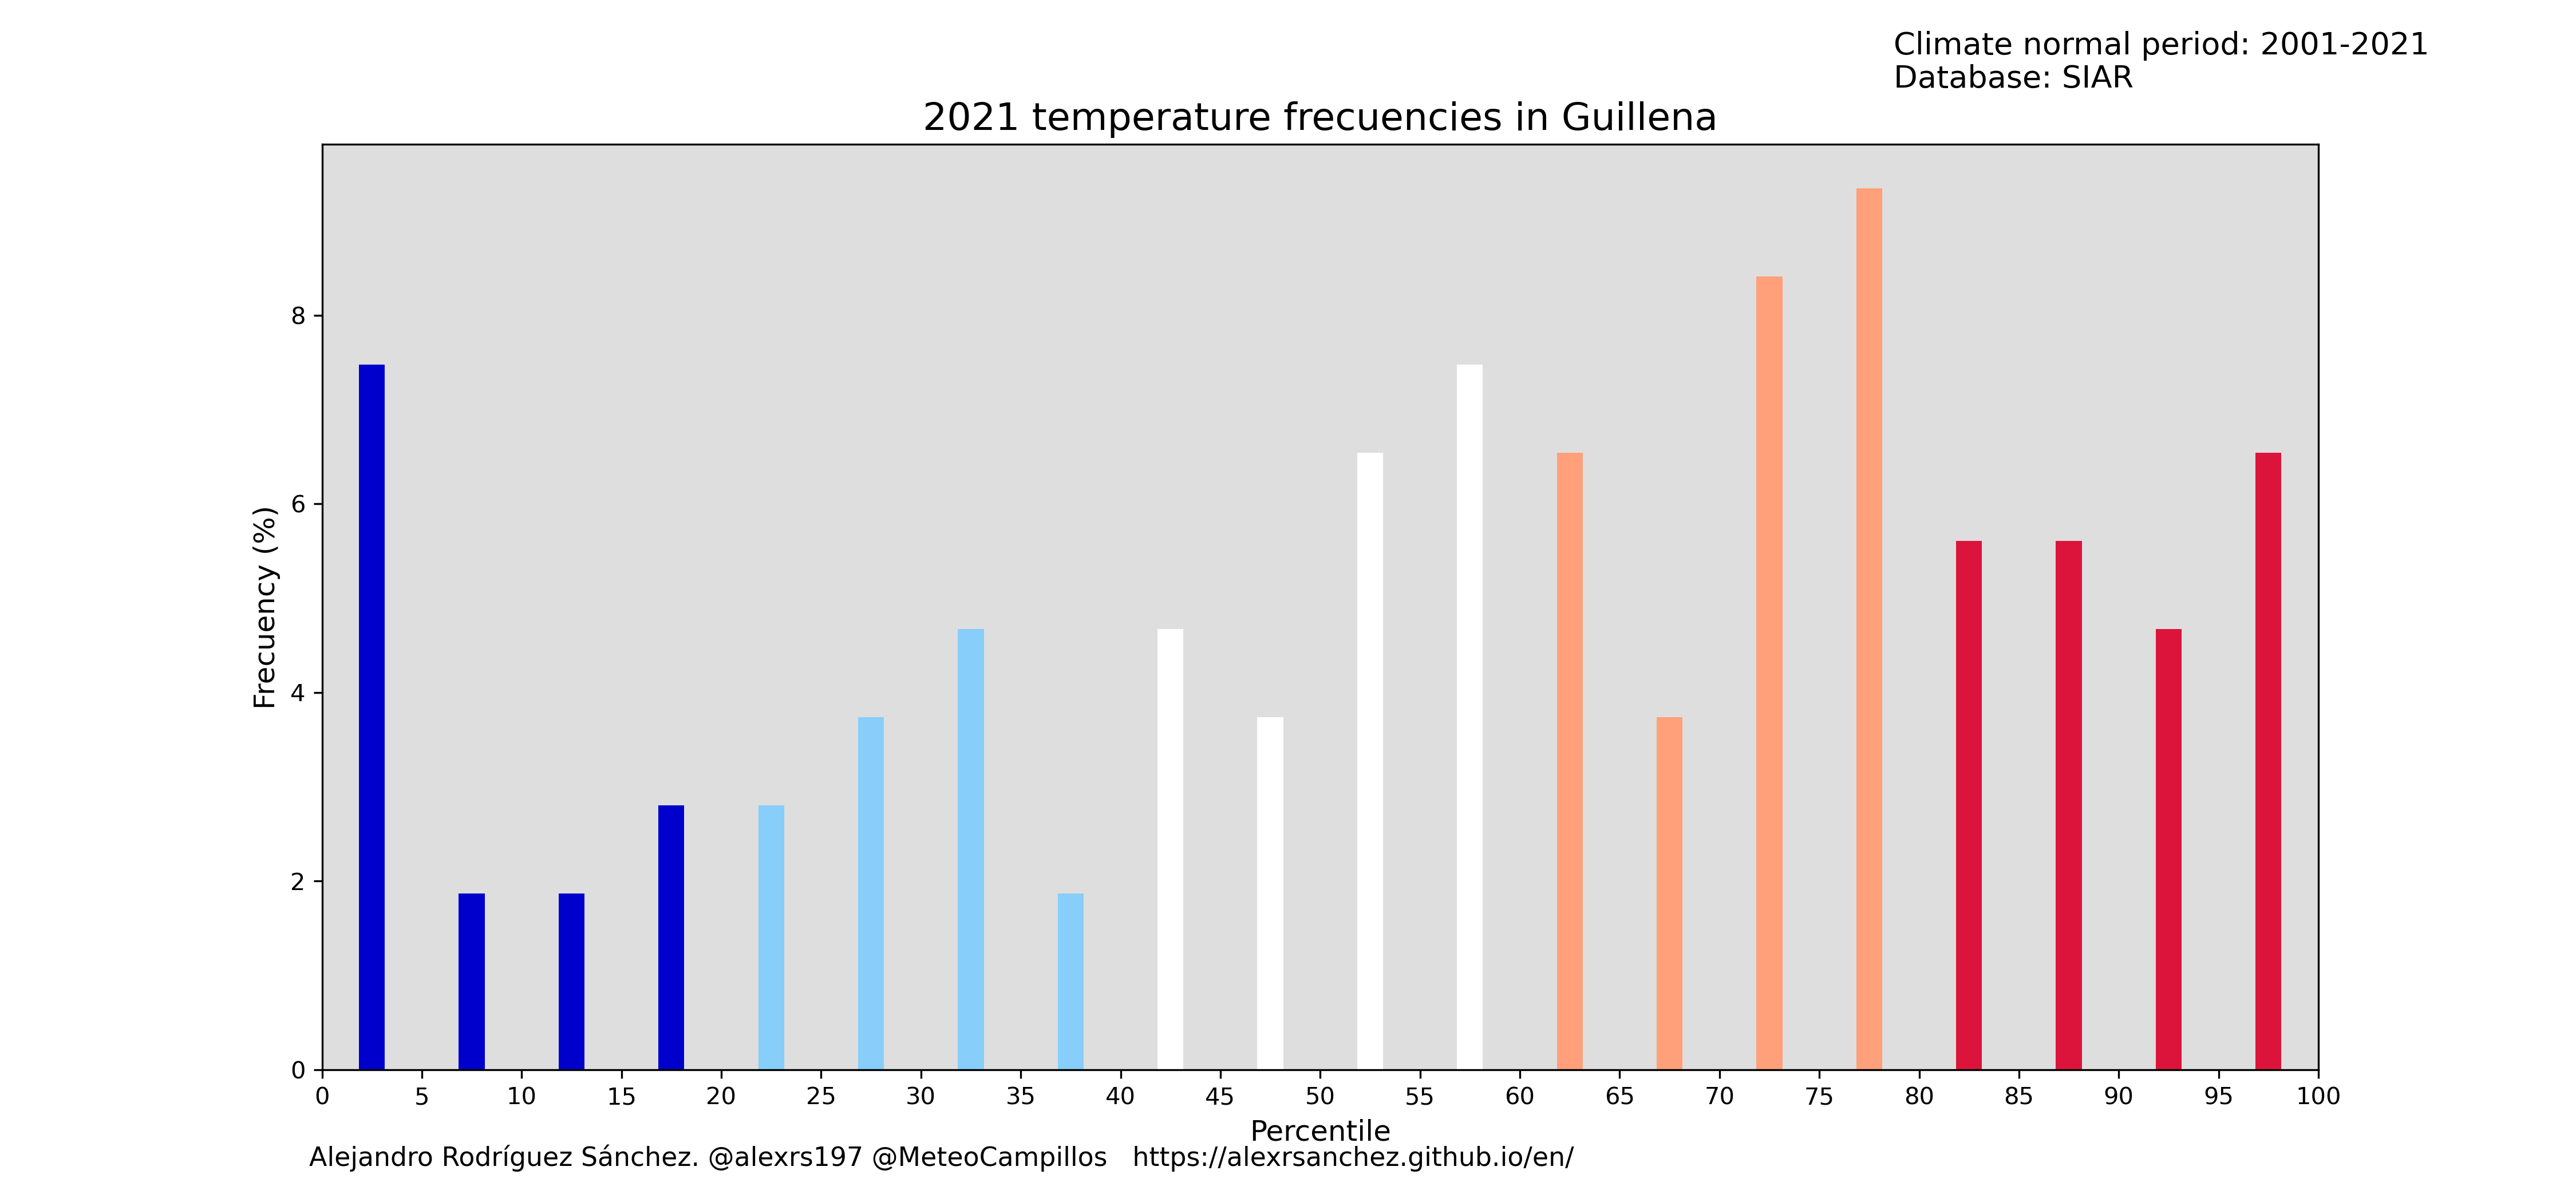 Climate normal period: 2001-2021
Database: SIAR
2021 temperature frecuencies in Guillena
Frecuency (%)
8
6
4
2
0
0 5 10 15 20 25 30 35 40 45 50 55 60 65 70 75 80 85 90 95 100
Percentile
Alejandro Rodríguez Sánchez. @alexrs197 @MeteoCampillos https://alexrsanchez.github.io/en/